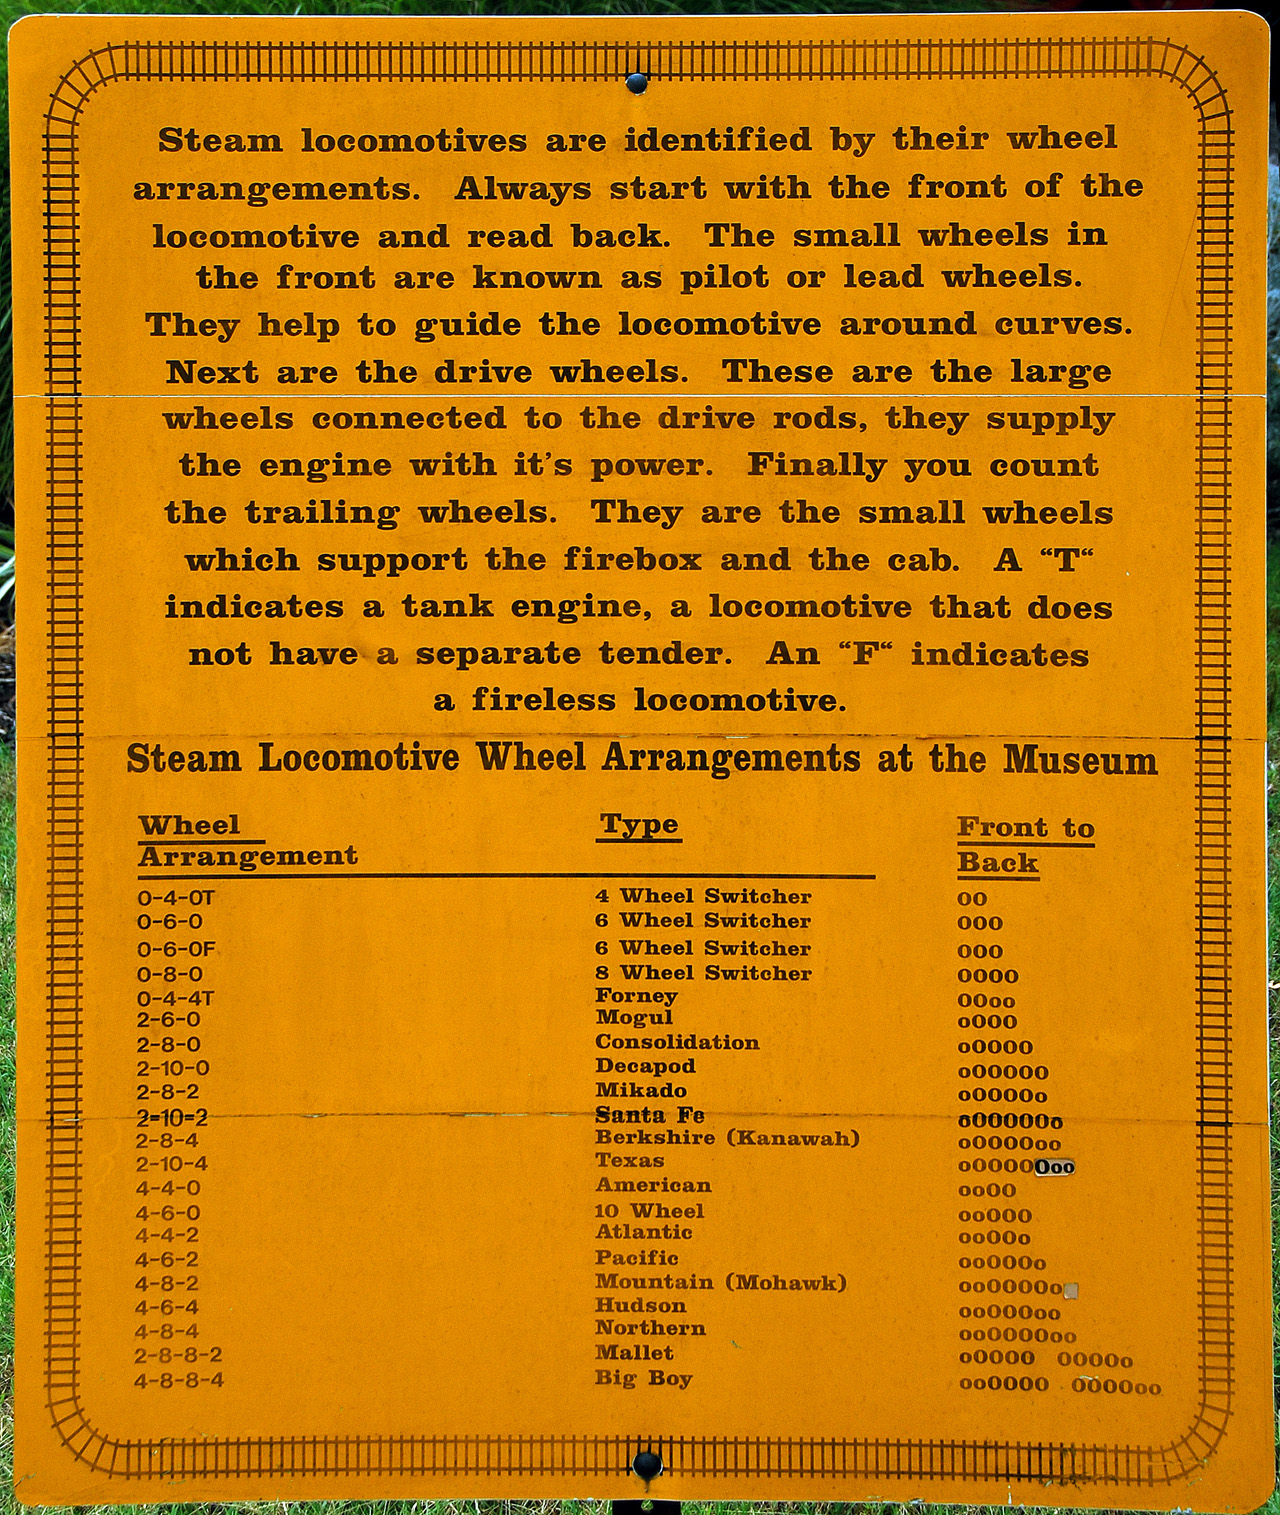 Steam locomotives are identified by their wheel
arrangements. Always start with the front of the
locomotive and read back. The small wheels in
the front are known as pilot or lead wheels.
They help to guide the locomotive around curves.
Next are the drive wheels. These are the large
wheels connected to the drive rods, they supply
the engine with it's power. Finally you count
the trailing wheels. They are the small wheels
which support the firebox and the cab. A “T“
indicates a tank engine, a locomotive that does
not have a separate tender. An “F“ indicates
a fireless locomotive.
Steam Locomotive Wheel Arrangements at the Museum
Wheel Arrangement Type Front to Back
0-4-0T 4 Wheel Switcher OO
0-6-0 6 Wheel Switcher OOO
0-6-0F 6 Wheel Switcher OOO
0-8-0 8 Wheel Switcher OOOO
0-4-4T Forney OOoo
2-6-0 Mogul oOOO
2-8-0 Consolidation oOOOO
2-10-0 Decapod oOOOOO
2-8-2 Mikado oOOOOo
2=10=2 Santa Fe oOOOOOo
2-8-4 Berkshire (Kanawah) oOOOOoo
2-10-4 Texas oOOOOOoo
4-4-0 American ooOO
4-6-0 10 Wheel ooOOO
4-4-2 Atlantic ooOOo
4-6-2 Pacific ooOOOo
4-8-2 Mountain (Mohawk) ooOOOOo
4-6-4 Hudson ooOOOoo
4-8-4 Northern ooOOOOoo
2-8-8-2 Mallet oOOOO OOOOo
4-8-8-4 Big Boy ooOOOO OOOOoo